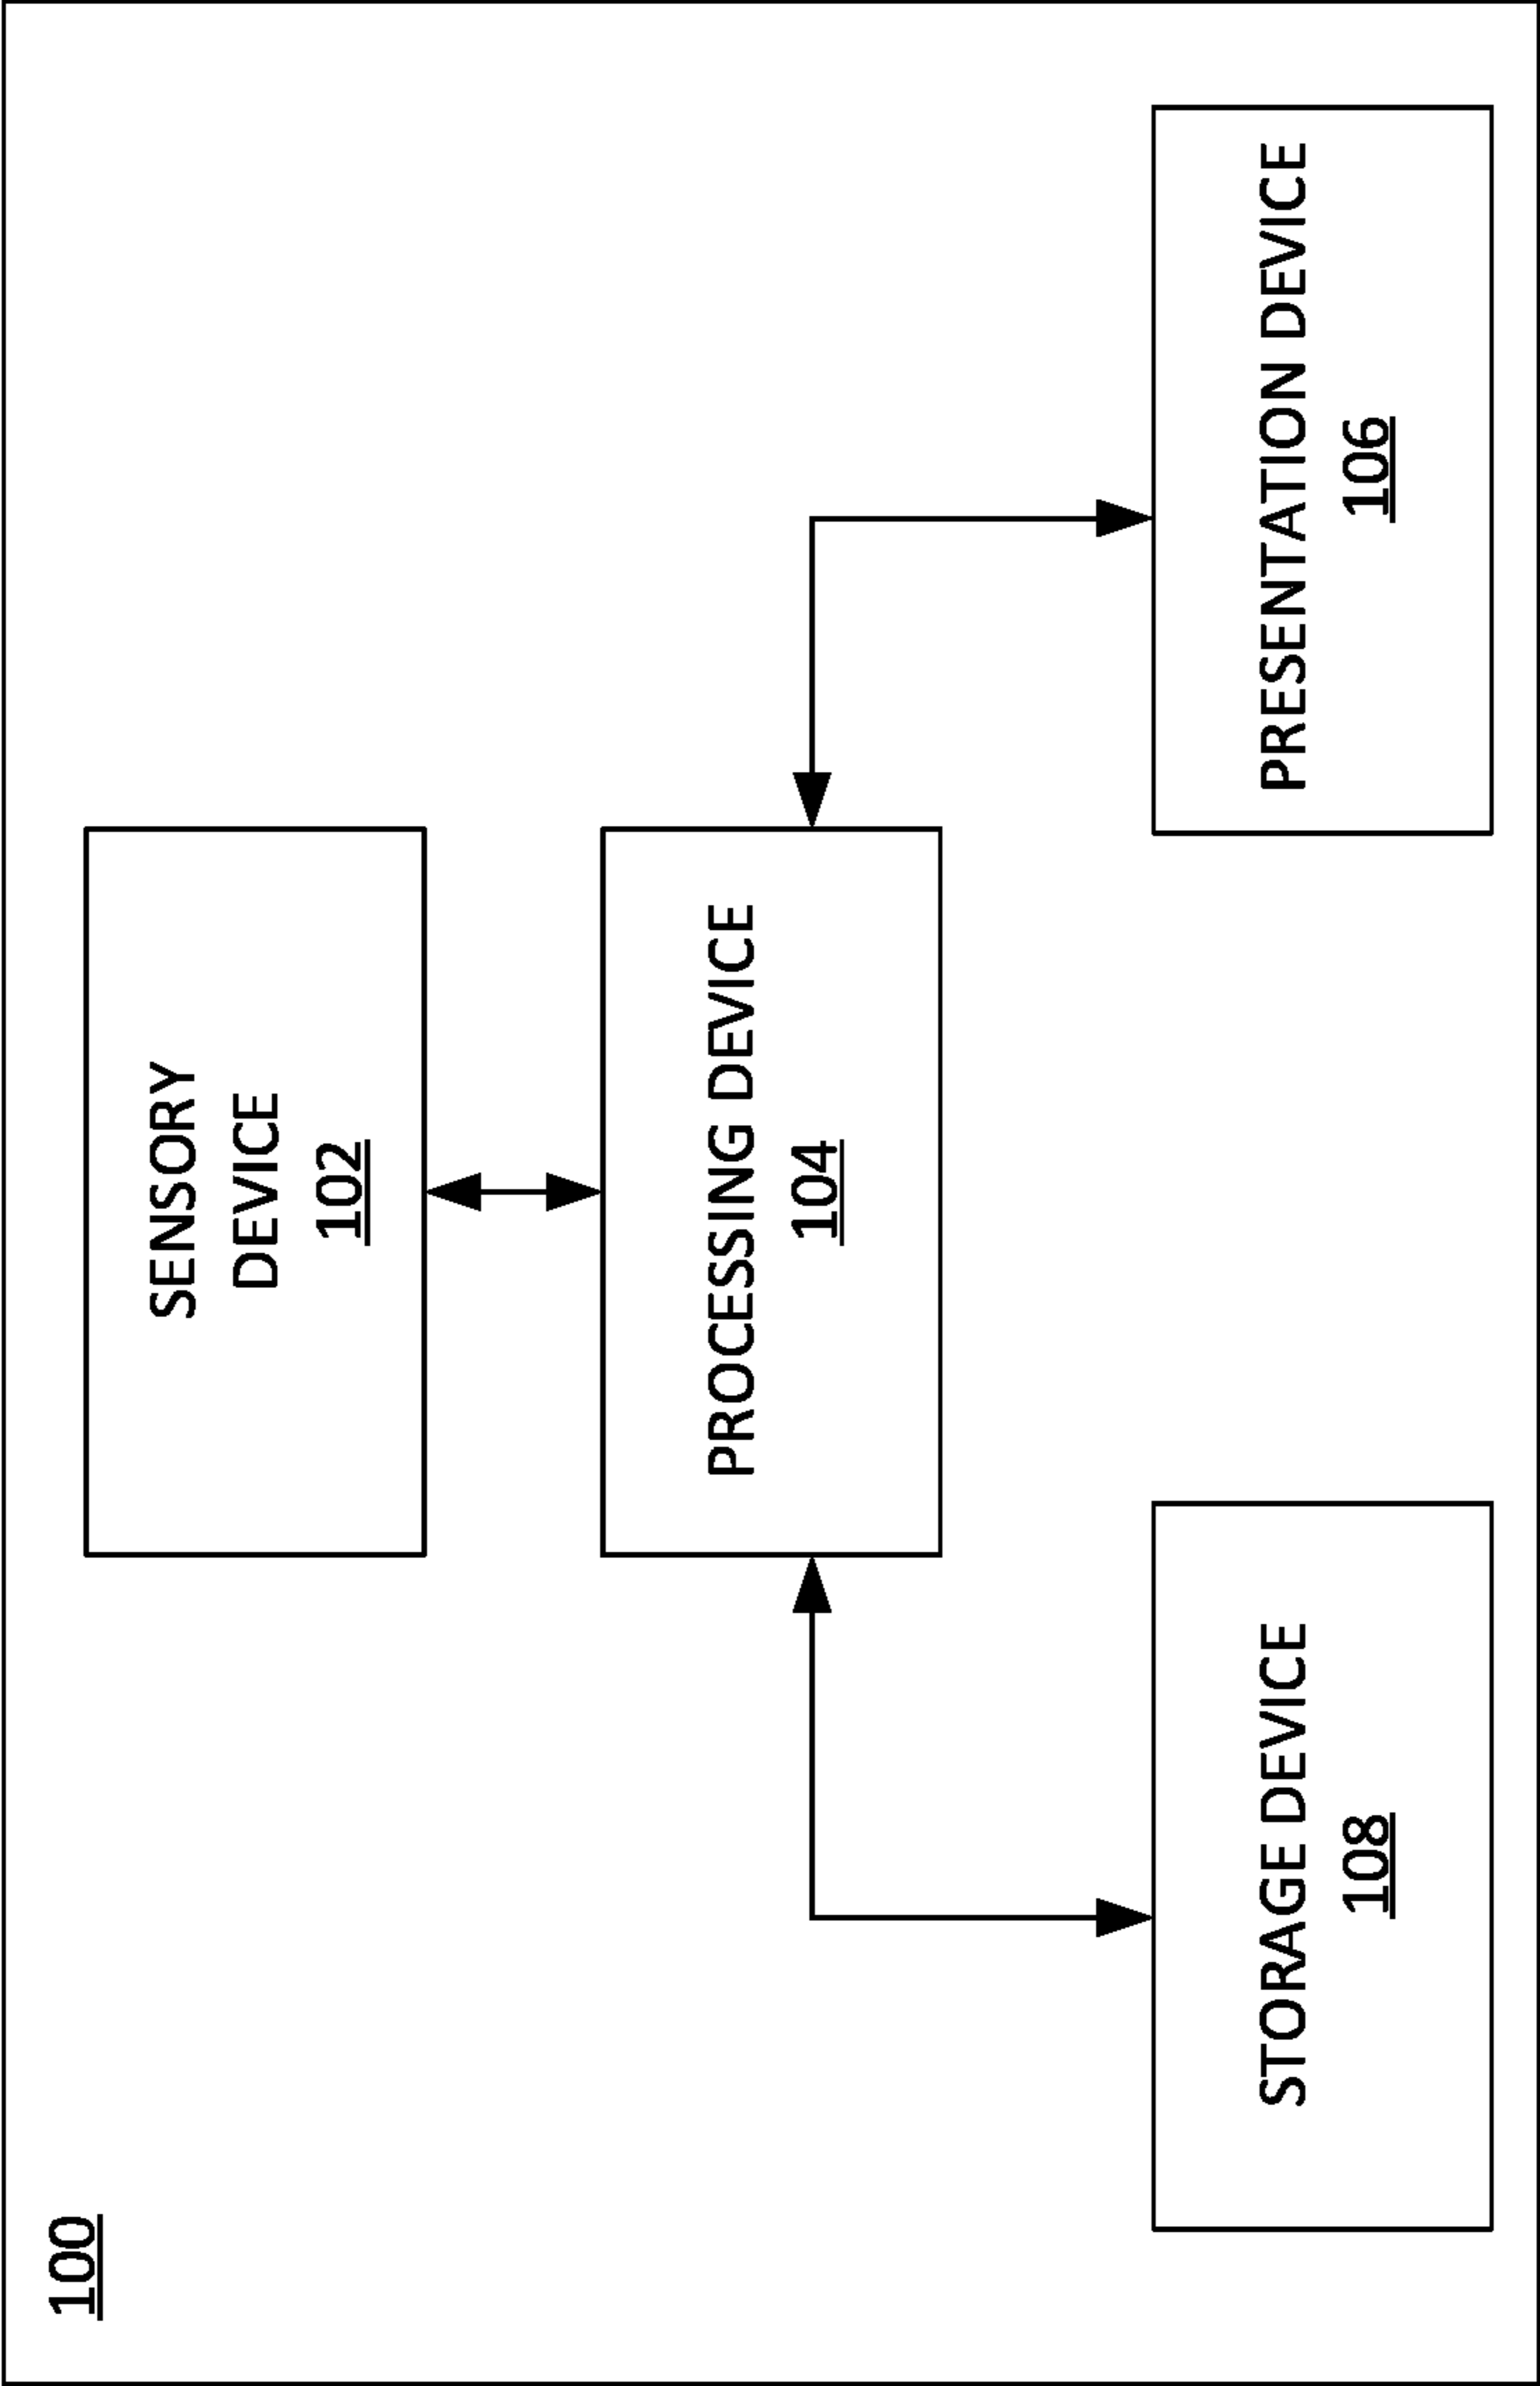 100
SENSORY
DEVICE
102
PROCESSING DEVICE
104
STORAGE DEVICE
108
PRESENTATION DEVICE
106